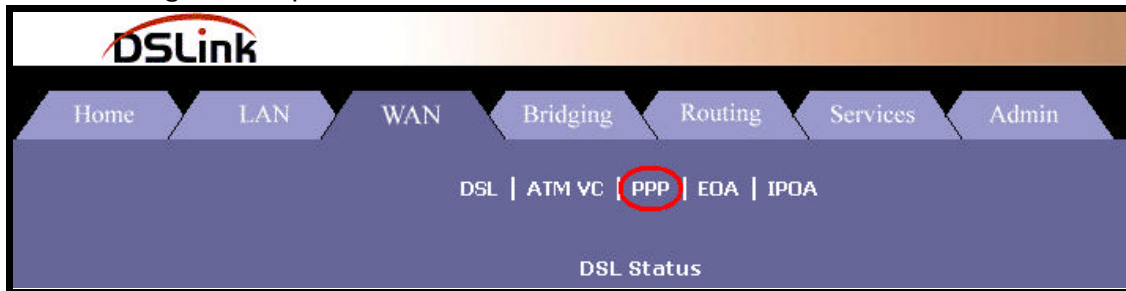 DSLink
Home LAN WAN Bridging Routing Services Admin
DSL | ATM VC | PPP | EOA | IPOA
DSL Status